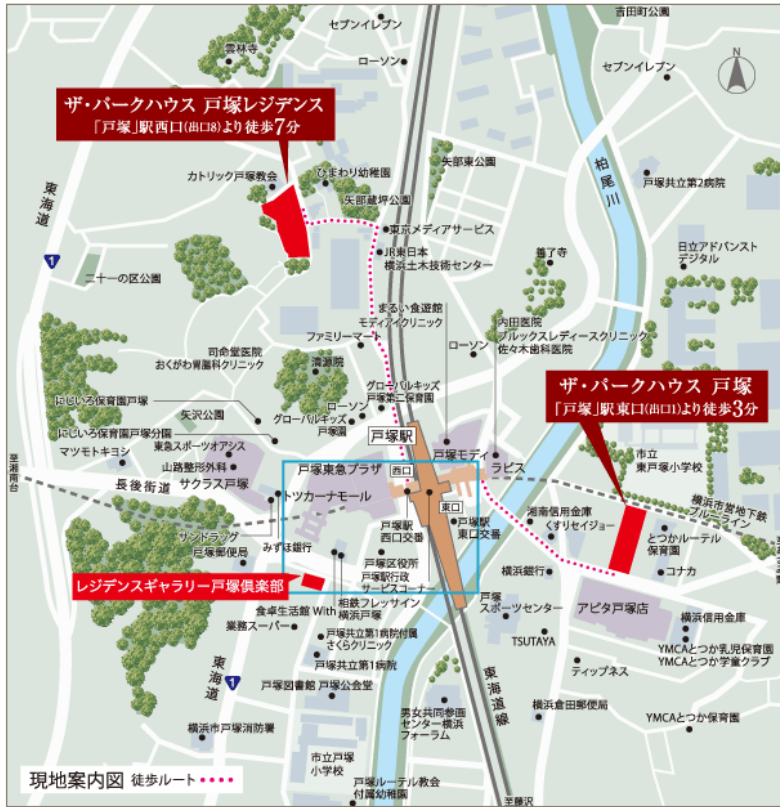 吉田町公園
セブンイレブン
雲林寺
ローソン
セブンイレブン
N
ザ・パークハウス 戸塚レジデンス
「戸塚」駅西口(出口8)より徒歩7分
矢部東公園
柏尾川
戸塚共立第2病院
カトリック戸塚教会
ひまわり幼稚園
矢部蔵坪公園
東海道
1
東京メディアサービス
JR東日本
横浜土木技術センター
善了寺
日立アドバンスト
デジタル
二十一の区公園
まるい食遊館
モディアイクリニック
内田医院
ブルックスレディースクリニック
佐々木歯科医院
ファミリーマート
ローソン
司命堂医院
おくがわ胃腸科クリニック
清源院
ザ・パークハウス 戸塚
「戸塚」駅東口(出口1)より徒歩3分
グローバルキッズ
戸塚第二保育園
にじいろ保育園戸塚
矢沢公園
ローソン
グローバルキッズ
戸塚園
戸塚駅
にじいろ保育園戸塚分園
東急スポーツオアシス
マツモトキヨシ
山路整形外科
戸塚東急プラザ
西口
戸塚モディ
ラピス
市立
東戸塚小学校
至湘南台
長後街道
サクラス戸塚
トツカーナモール
東口
横浜市営地下鉄
ブルーライン
サンドラッグ
戸塚郵便局
みずほ銀行
戸塚駅
西口交番
戸塚駅
東口交番
湘南信用金庫
くすりセイジョー
とつかルーテル
保育園
戸塚区役所
戸塚駅行政
サービスコーナー
横浜銀行
コナカ
レジデンスギャラリー戸塚倶楽部
食卓生活館 With
相鉄フレッサイン
横浜戸塚
戸塚
スポーツセンター
アピタ戸塚店
業務スーパー
戸塚共立第1病院付属
さくらクリニック
横浜信用金庫
TSUTAYA
YMCAとつか乳児保育園
YMCAとつか学童クラブ
戸塚共立第1病院
東海道
1
東海道線
ティップネス
戸塚図書館 戸塚公会堂
男女共同参画
センター横浜
フォーラム
横浜倉田郵便局
YMCAとつか保育園
横浜市戸塚消防署
市立戸塚
小学校
戸塚ルーテル教会
付属幼稚園
現地案内図 徒歩ルート
至藤沢